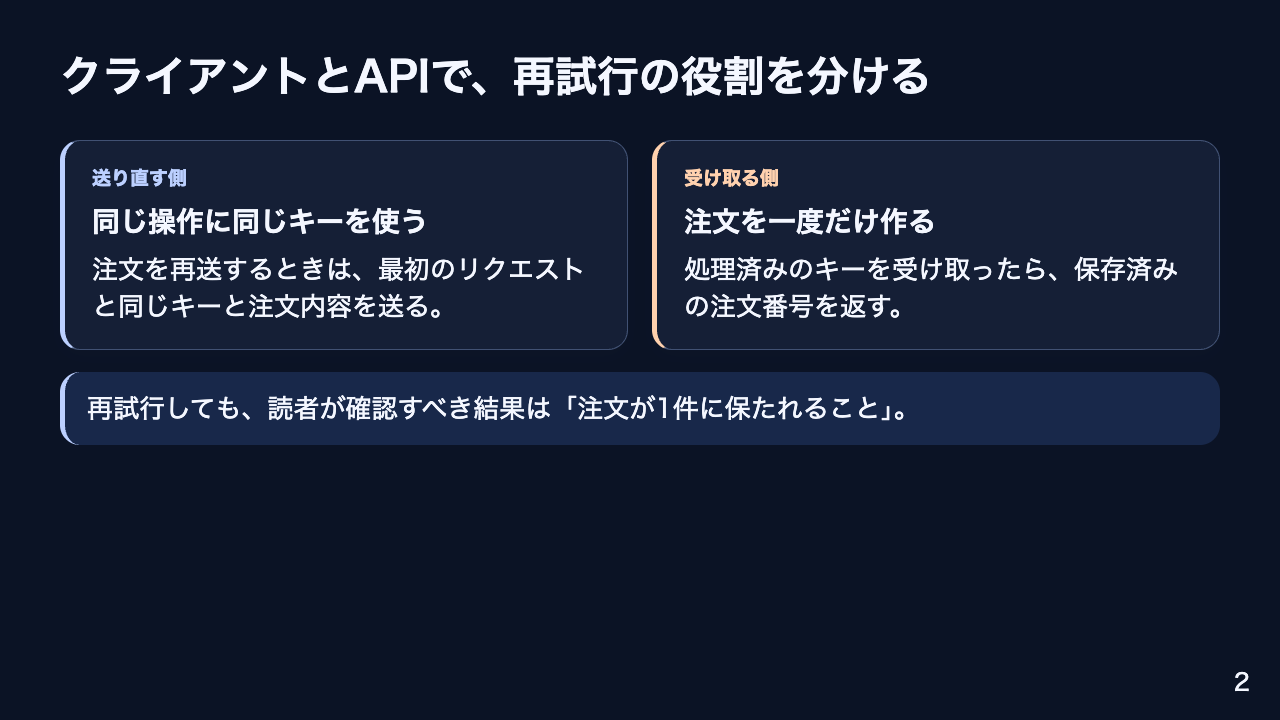 クライアントとAPIで、再試行の役割を分ける
送り直す側
同じ操作に同じキーを使う
注文を再送するときは、最初のリクエスト
と同じキーと注文内容を送る。
受け取る側
注文を一度だけ作る
処理済みのキーを受け取ったら、保存済み
の注文番号を返す。
再試行しても、読者が確認すべき結果は「注文が1件に保たれること」。
2